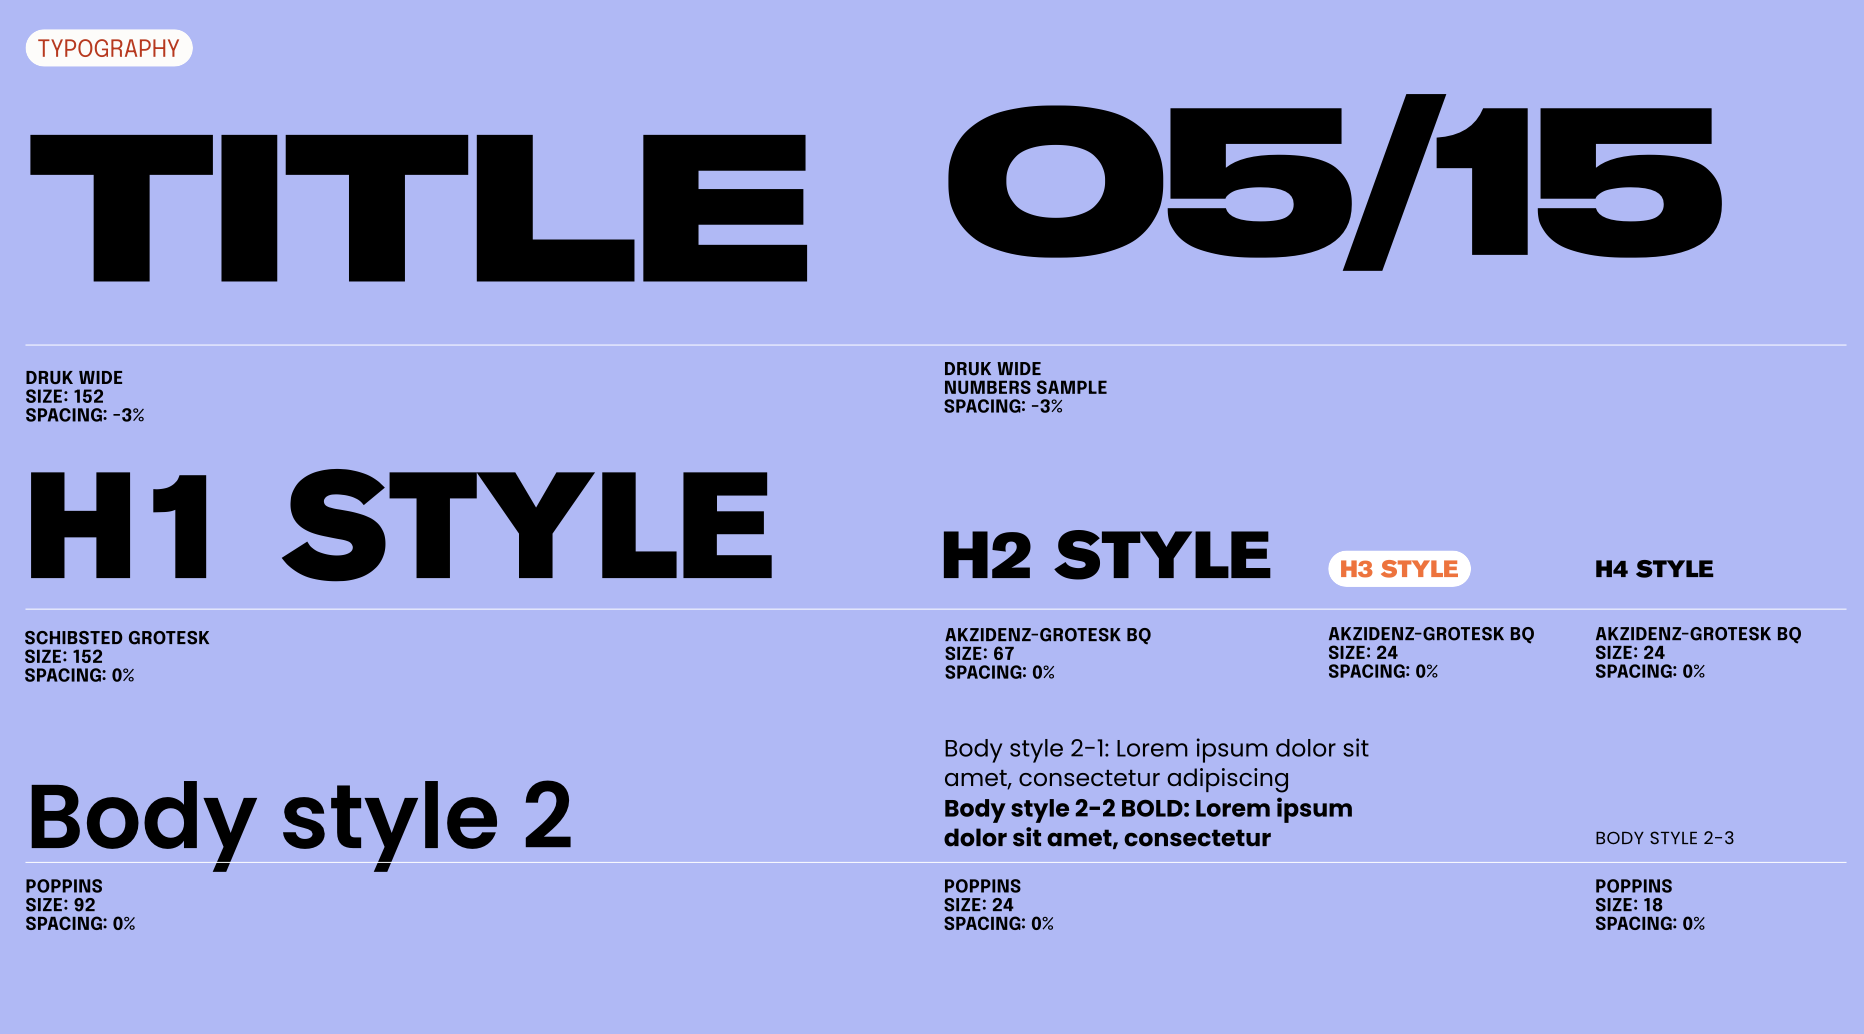 TYPOGRAPHY
TITLE
05/15
DRUK WIDE
SIZE: 152
SPACING: -3%
DRUK WIDE
NUMBERS SAMPLE
SPACING: -3%
H1 STYLE
H2 STYLE
H3 STYLE
H4 STYLE
SCHIBSTED GROTESK
SIZE: 152
SPACING: 0%
AKZIDENZ-GROTESK BQ
SIZE: 67
SPACING: 0%
AKZIDENZ-GROTESK BQ
SIZE: 24
SPACING: 0%
AKZIDENZ-GROTESK BQ
SIZE: 24
SPACING: 0%
Body style 2
Body style 2-1: Lorem ipsum dolor sit
amet, consectetur adipiscing
Body style 2-2 BOLD: Lorem ipsum
dolor sit amet, consectetur
BODY STYLE 2-3
POPPINS
SIZE: 92
SPACING: 0%
POPPINS
SIZE: 24
SPACING: 0%
POPPINS
SIZE: 18
SPACING: 0%